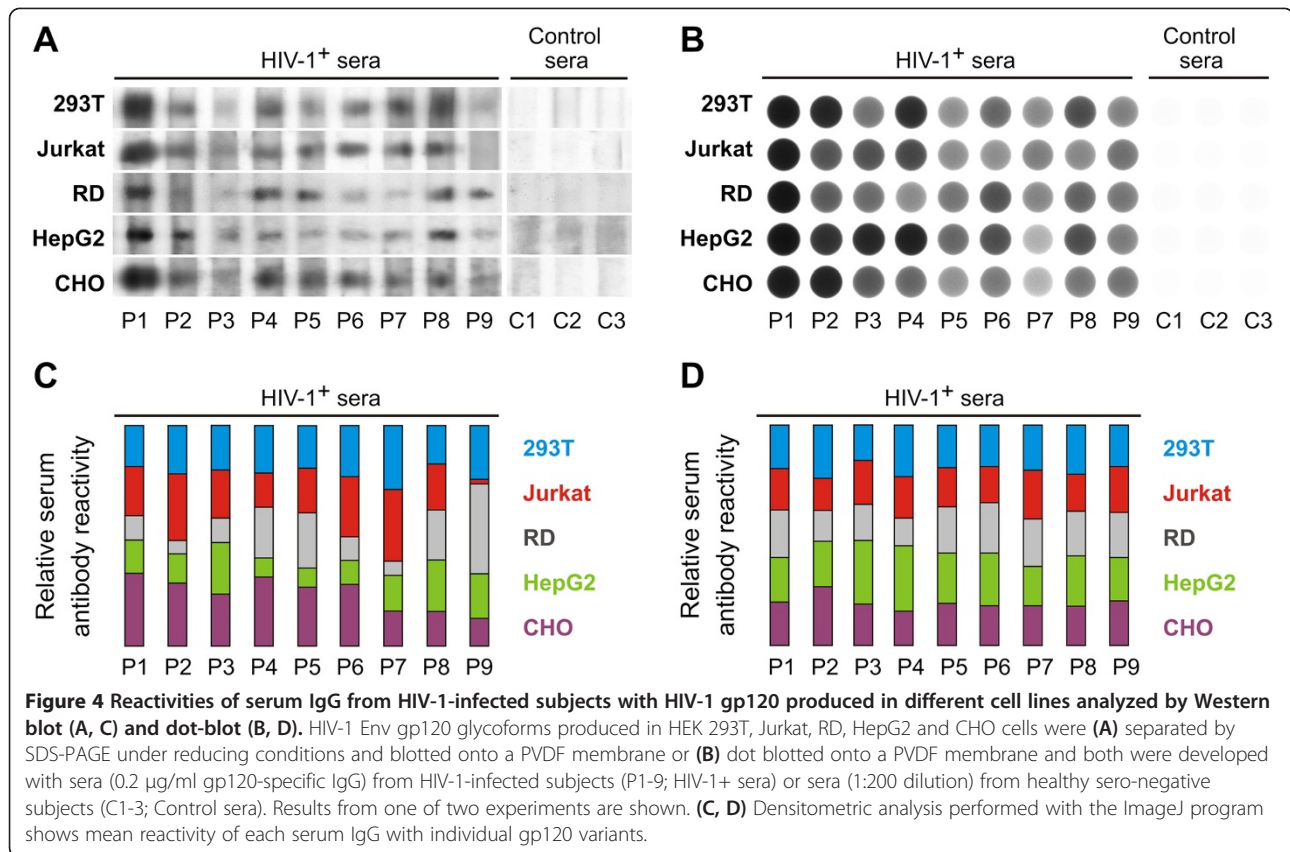 A
HIV-1+ sera
Control sera
293T
Jurkat
RD
HepG2
CHO
P1 P2 P3 P4 P5 P6 P7 P8 P9 C1 C2 C3
B
HIV-1+ sera
Control sera
293T
Jurkat
RD
HepG2
CHO
P1 P2 P3 P4 P5 P6 P7 P8 P9 C1 C2 C3
C
HIV-1+ sera
Relative serum
antibody reactivity
293T
Jurkat
RD
HepG2
CHO
P1 P2 P3 P4 P5 P6 P7 P8 P9
D
HIV-1+ sera
Relative serum
antibody reactivity
293T
Jurkat
RD
HepG2
CHO
P1 P2 P3 P4 P5 P6 P7 P8 P9
Figure 4 Reactivities of serum IgG from HIV-1-infected subjects with HIV-1 gp120 produced in different cell lines analyzed by Western
blot (A, C) and dot-blot (B, D). HIV-1 Env gp120 glycoforms produced in HEK 293T, Jurkat, RD, HepG2 and CHO cells were (A) separated by
SDS-PAGE under reducing conditions and blotted onto a PVDF membrane or (B) dot blotted onto a PVDF membrane and both were developed
with sera (0.2 μg/ml gp120-specific IgG) from HIV-1-infected subjects (P1-9; HIV-1+ sera) or sera (1:200 dilution) from healthy sero-negative
subjects (C1-3; Control sera). Results from one of two experiments are shown. (C, D) Densitometric analysis performed with the ImageJ program
shows mean reactivity of each serum IgG with individual gp120 variants.